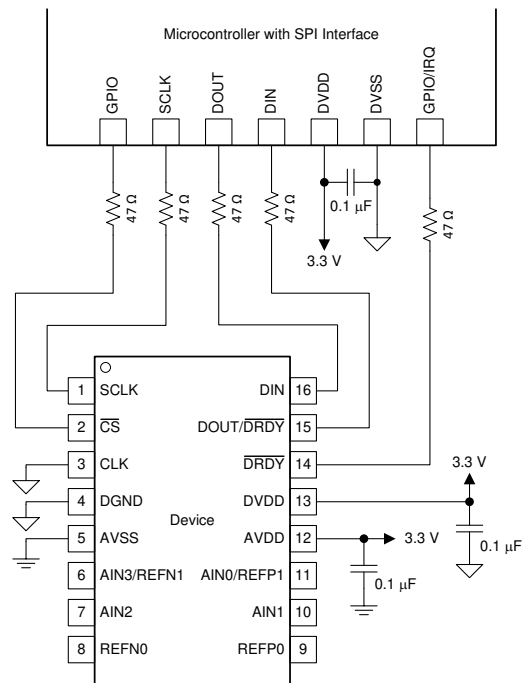 Microcontroller with SPI Interface
GPIO
SCLK
DOUT
DIN
DVDD
DVSS
GPIO/IRQ
47 Ω
47 Ω
47 Ω
47 Ω
0.1 μF
47 Ω
3.3 V
1 SCLK
DIN 16
2 CS
DOUT/DRDY 15
3 CLK
DRDY 14
3.3 V
4 DGND
DVDD 13
Device
5 AVSS
AVDD 12
3.3 V
0.1 μF
6 AIN3/REFN1
AIN0/REFP1 11
0.1 μF
7 AIN2
AIN1 10
8 REFN0
REFP0 9